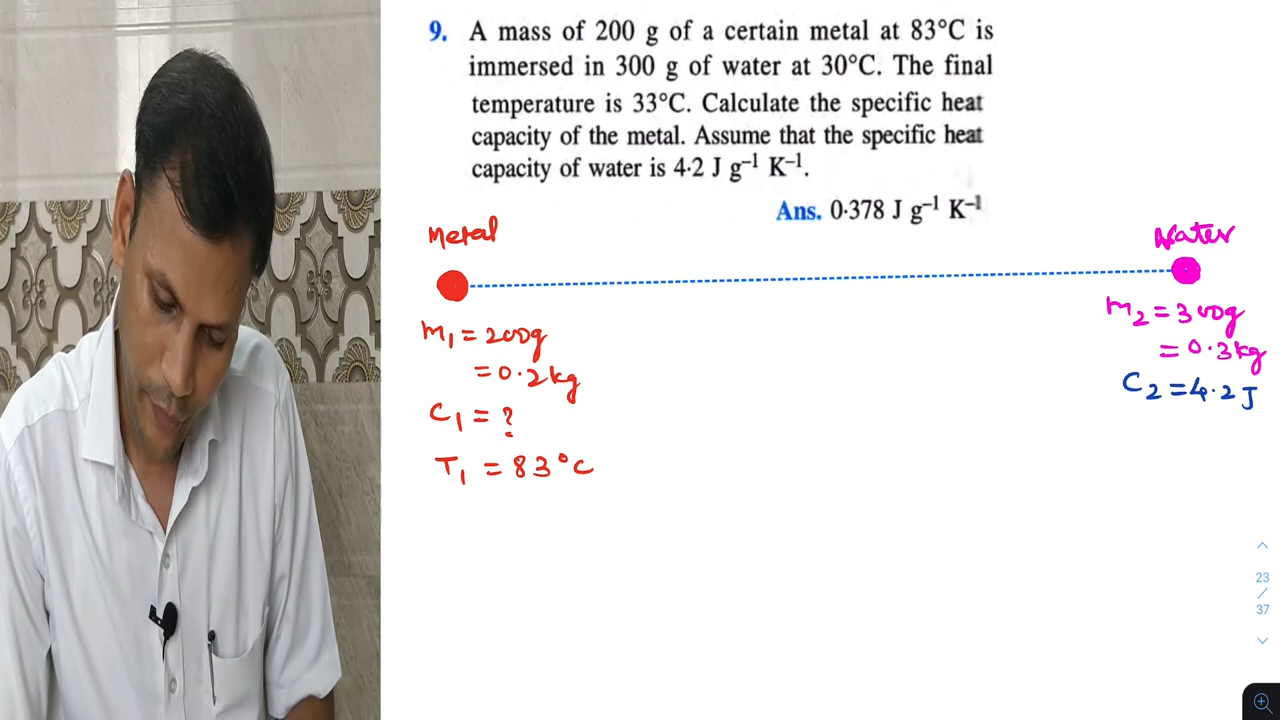 9. A mass of 200 g of a certain metal at 83°C is
immersed in 300 g of water at 30°C. The final
temperature is 33°C. Calculate the specific heat
capacity of the metal. Assume that the specific heat
capacity of water is 4·2 J g⁻¹ K⁻¹.
Ans. 0·378 J g⁻¹ K⁻¹
Metal
M₁ = 200g
= 0.2kg
C₁ = ?
T₁ = 83°C
Water
M₂ = 300g
= 0.3kg
C₂ = 4.2 J
23
/
37